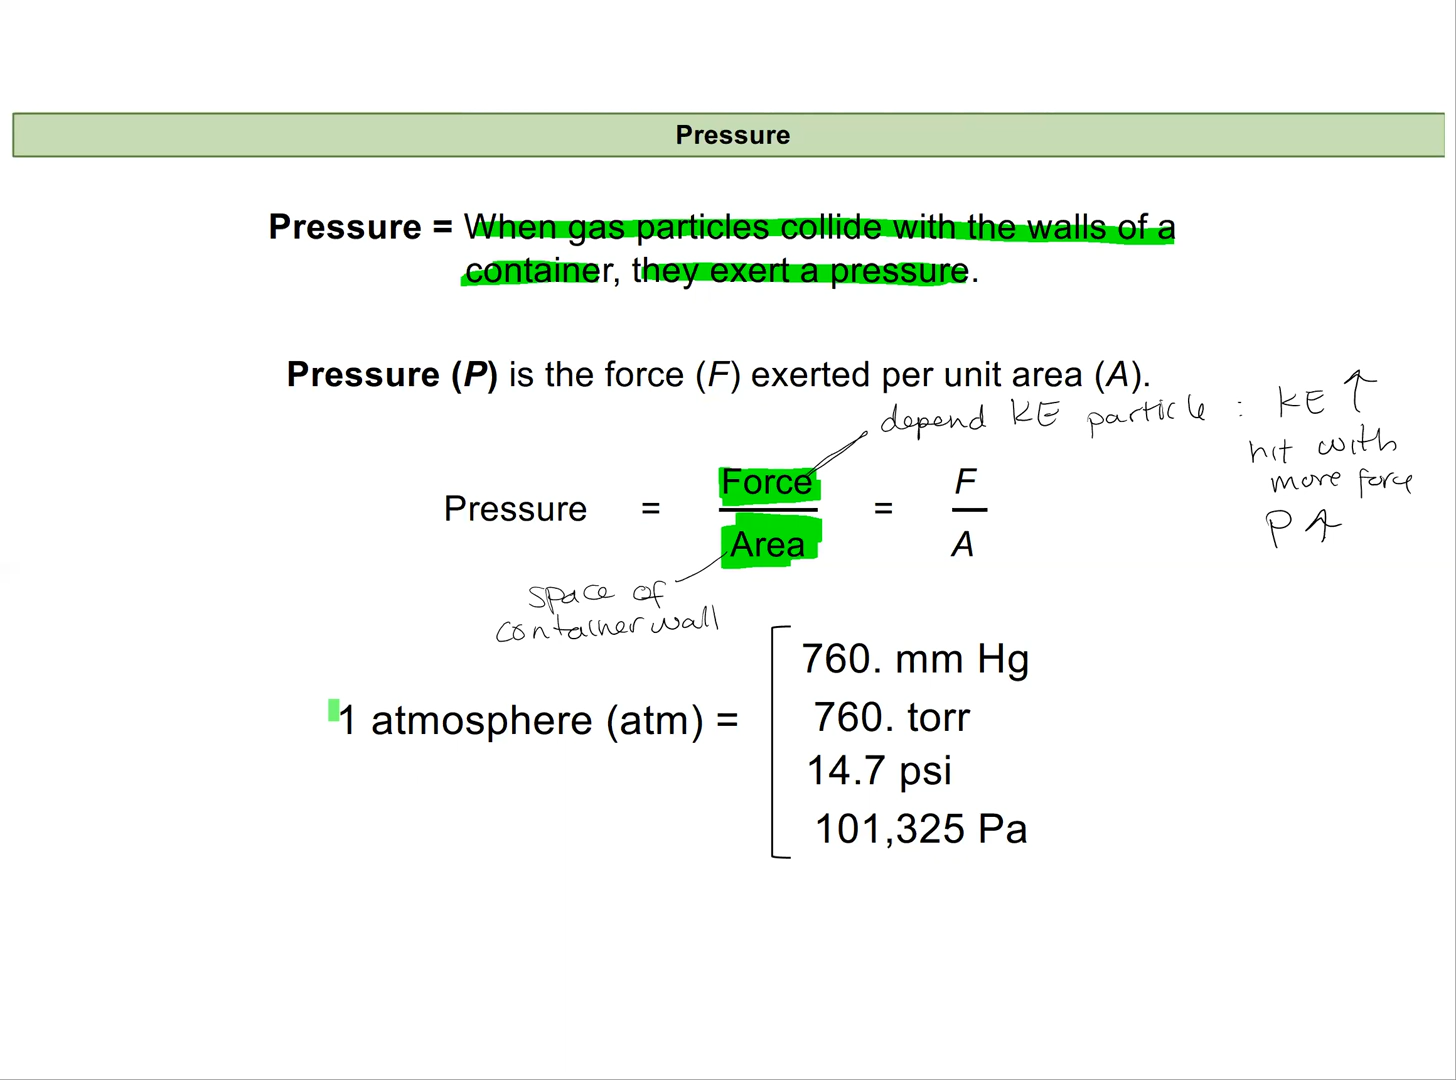 Pressure
Pressure = When gas particles collide with the walls of a
container, they exert a pressure.
Pressure (P) is the force (F) exerted per unit area (A).
depend KE particle : KE ↑
hit with
more force
P ↑
Pressure = Force / Area = F / A
space of
container wall
1 atmosphere (atm) =
760. mm Hg
760. torr
14.7 psi
101,325 Pa